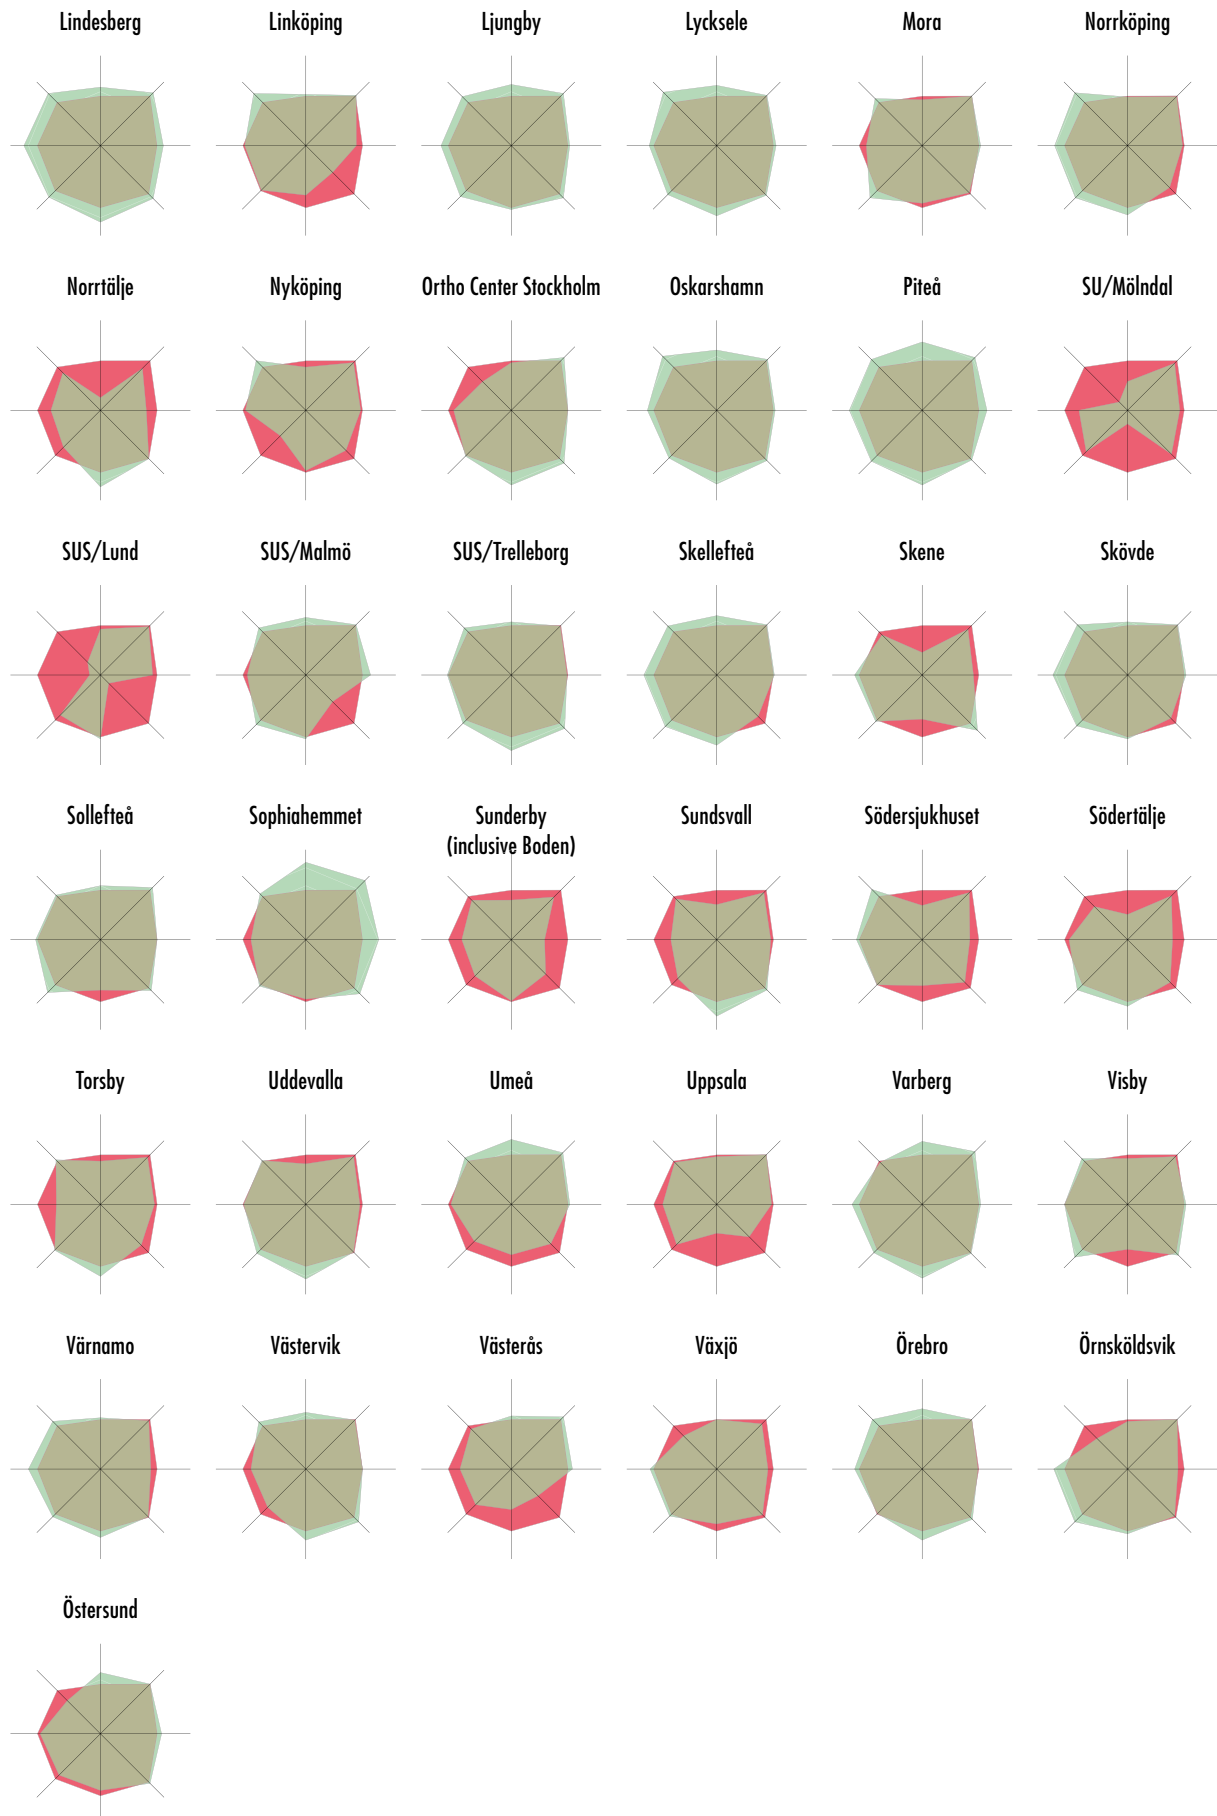 Lindesberg
Linköping
Ljungby
Lycksele
Mora
Norrköping
Norrtälje
Nyköping
Ortho Center Stockholm
Oskarshamn
Piteå
SU/Mölndal
SUS/Lund
SUS/Malmö
SUS/Trelleborg
Skellefteå
Skene
Skövde
Sollefteå
Sophiahemmet
Sunderby
(inclusive Boden)
Sundsvall
Södersjukhuset
Södertälje
Torsby
Uddevalla
Umeå
Uppsala
Varberg
Visby
Värnamo
Västervik
Västerås
Växjö
Örebro
Örnsköldsvik
Östersund